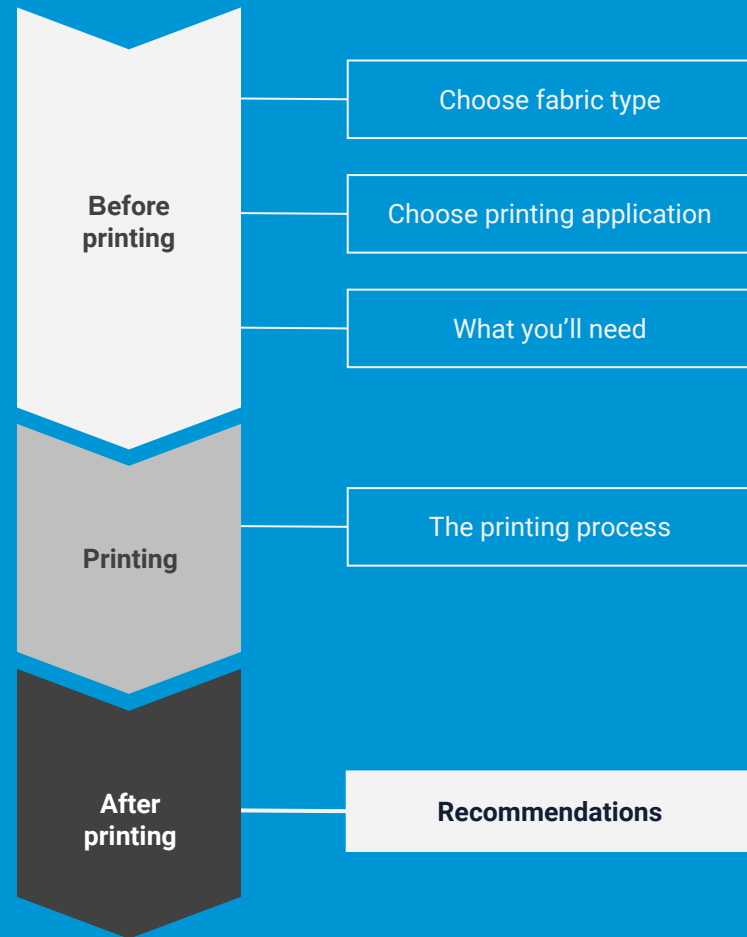 Before
printing
Choose fabric type
Choose printing application
What you’ll need
Printing
The printing process
After
printing
Recommendations